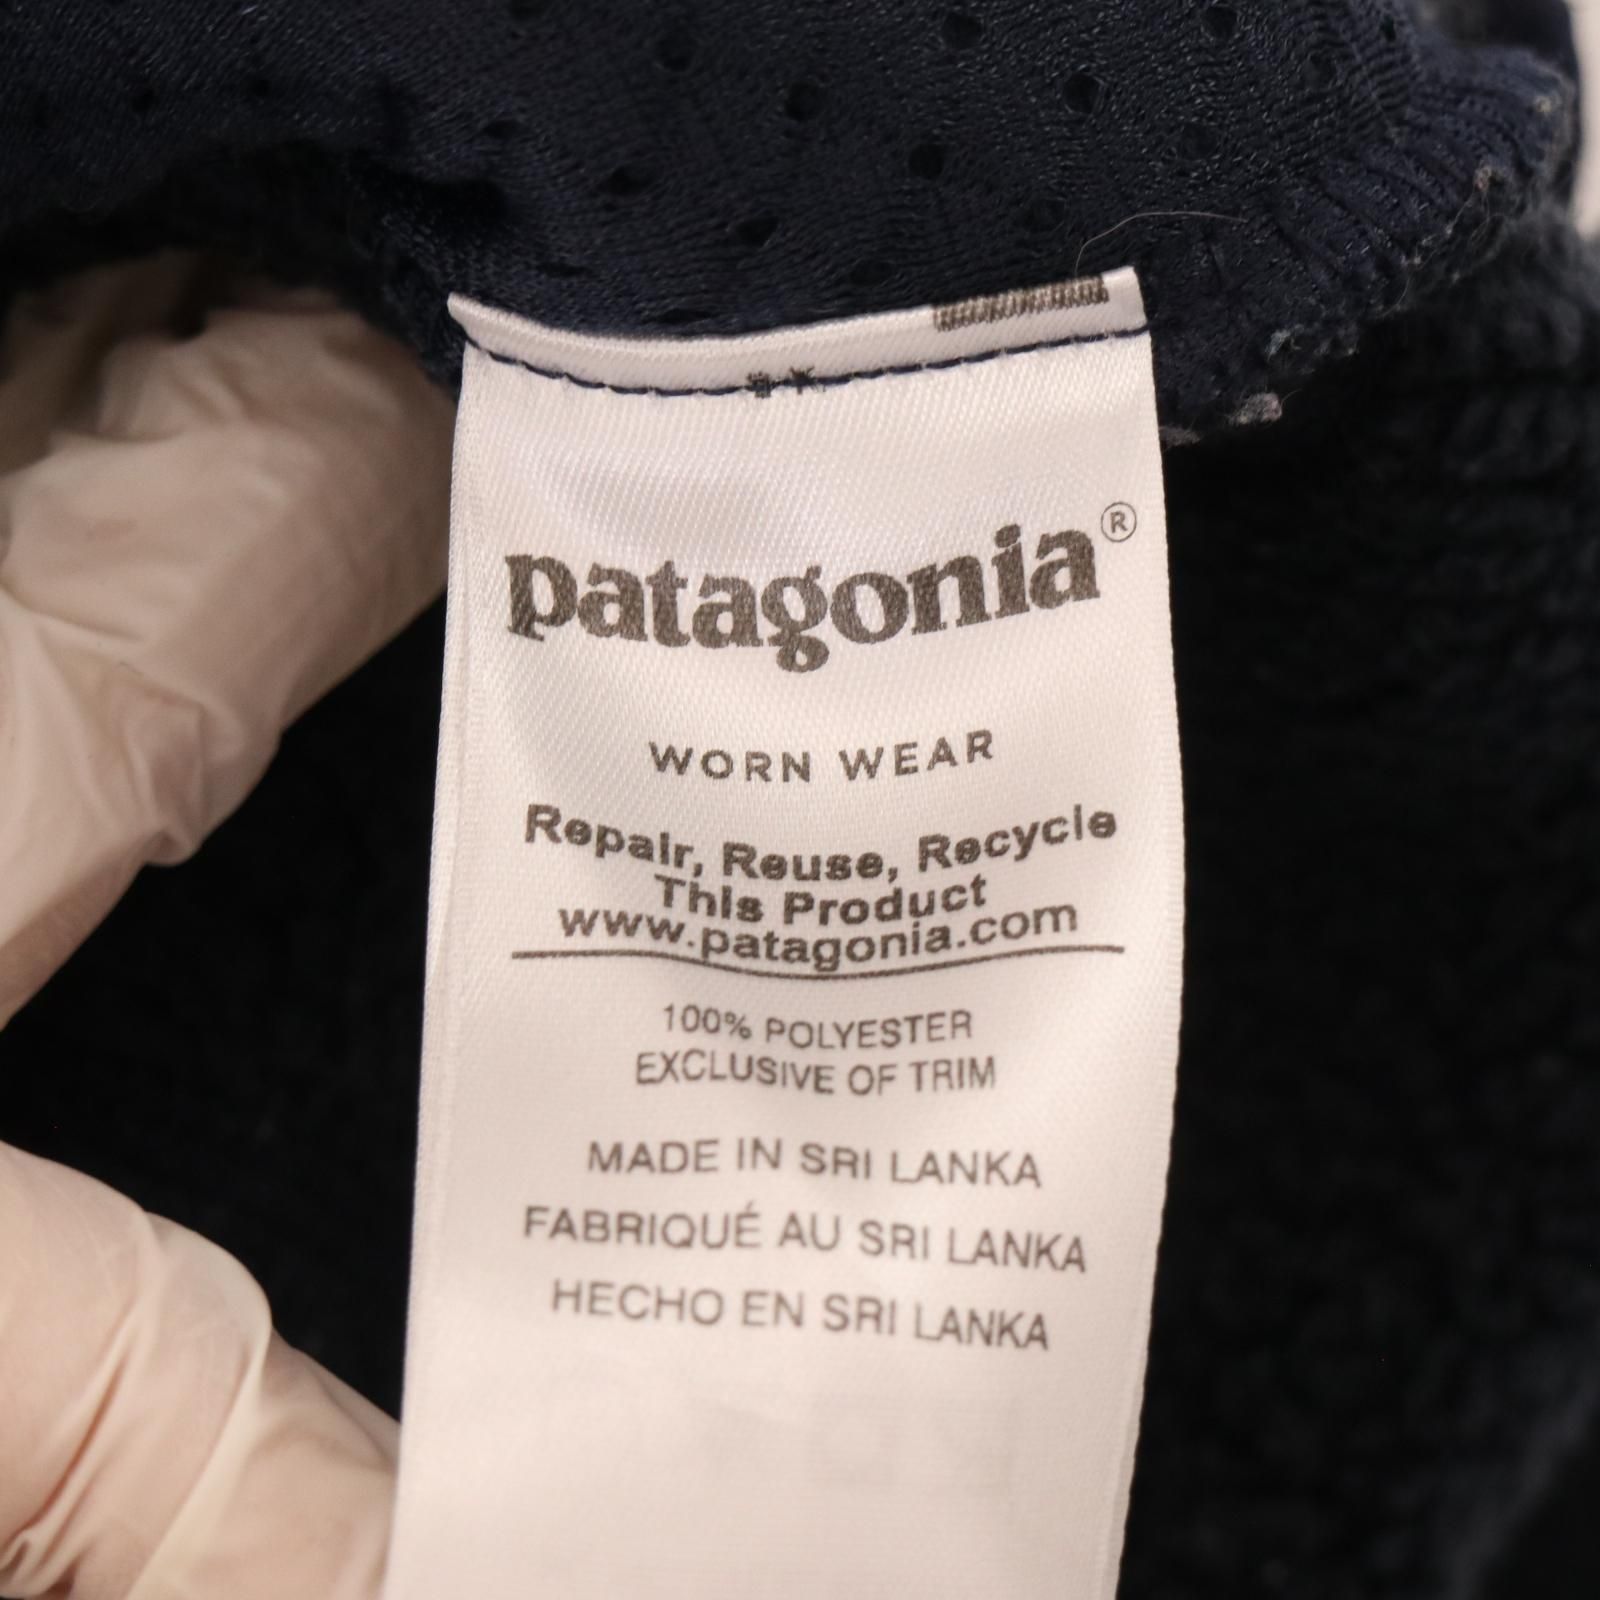 patagonia®
WORN WEAR
Repair, Reuse, Recycle
This Product
www.patagonia.com
100% POLYESTER
EXCLUSIVE OF TRIM
MADE IN SRI LANKA
FABRIQUÉ AU SRI LANKA
HECHO EN SRI LANKA